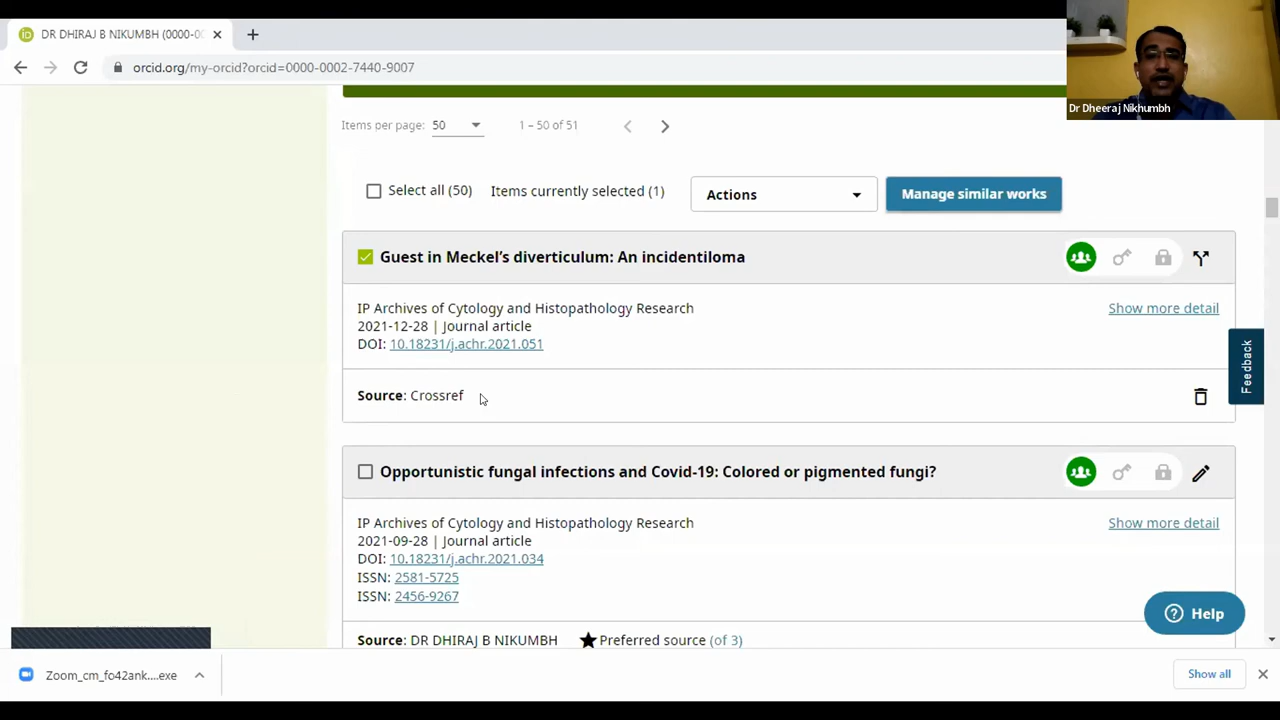 DR DHIRAJ B NIKUMBH (0000-00
orcid.org/my-orcid?orcid=0000-0002-7440-9007
Dr Dheeraj Nikhumbh
Items per page: 50 1 – 50 of 51
Select all (50) Items currently selected (1) Actions Manage similar works
Guest in Meckel’s diverticulum: An incidentiloma
IP Archives of Cytology and Histopathology Research Show more detail
2021-12-28 | Journal article
DOI: 10.18231/j.achr.2021.051
Feedback
Source: Crossref
Opportunistic fungal infections and Covid-19: Colored or pigmented fungi?
IP Archives of Cytology and Histopathology Research Show more detail
2021-09-28 | Journal article
DOI: 10.18231/j.achr.2021.034
ISSN: 2581-5725
ISSN: 2456-9267
Help
Source: DR DHIRAJ B NIKUMBH Preferred source (of 3)
Zoom_cm_fo42ank....exe Show all